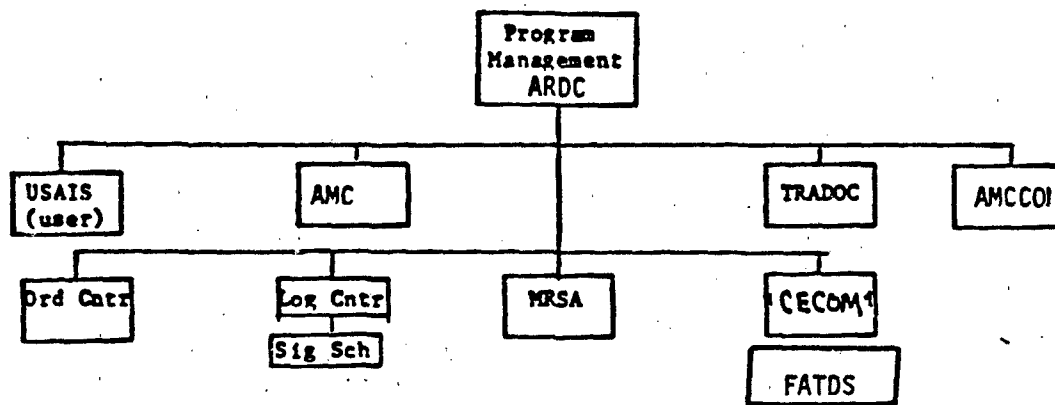 Program
Management
ARDC
USAIS
(user)
AMC
TRADOC
AMCCOM
Ord Cntr
Log Cntr
MRSA
CECOM
Sig Sch
FATDS